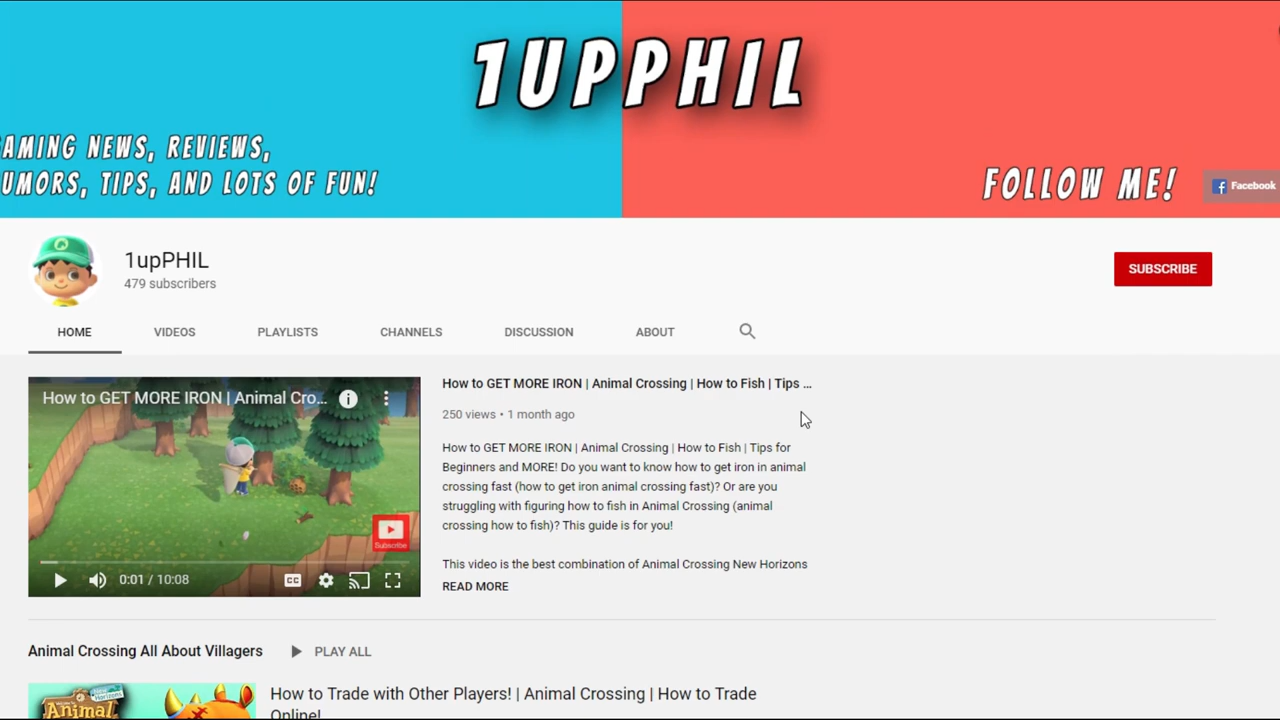 1UPPHIL
AMING NEWS, REVIEWS,
UMORS, TIPS, AND LOTS OF FUN!
FOLLOW ME!
Facebook
1upPHIL
479 subscribers
SUBSCRIBE
HOME
VIDEOS
PLAYLISTS
CHANNELS
DISCUSSION
ABOUT
How to GET MORE IRON | Animal Cro...
Subscribe
0:01 / 10:08
CC
How to GET MORE IRON | Animal Crossing | How to Fish | Tips ...
250 views • 1 month ago
How to GET MORE IRON | Animal Crossing | How to Fish | Tips for
Beginners and MORE! Do you want to know how to get iron in animal
crossing fast (how to get iron animal crossing fast)? Or are you
struggling with figuring how to fish in Animal Crossing (animal
crossing how to fish)? This guide is for you!
This video is the best combination of Animal Crossing New Horizons
READ MORE
Animal Crossing All About Villagers
PLAY ALL
New Horizons
Animal
How to Trade with Other Players! | Animal Crossing | How to Trade
Online!